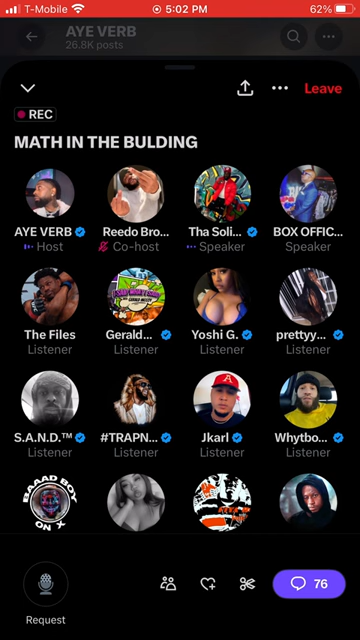 T-Mobile 5:02 PM 62%
AYE VERB
26.8K posts
Leave
REC
MATH IN THE BULDING
AYE VERB Reedo Bro... Tha Soli... BOX OFFIC...
Host Co-host Speaker Speaker
The Files Gerald... Yoshi G. prettyy...
Listener Listener Listener Listener
S.A.N.D.™ #TRAPN... Jkarl Whytbo...
Listener Listener Listener Listener
BAAAD BOY
ON X
76
Request